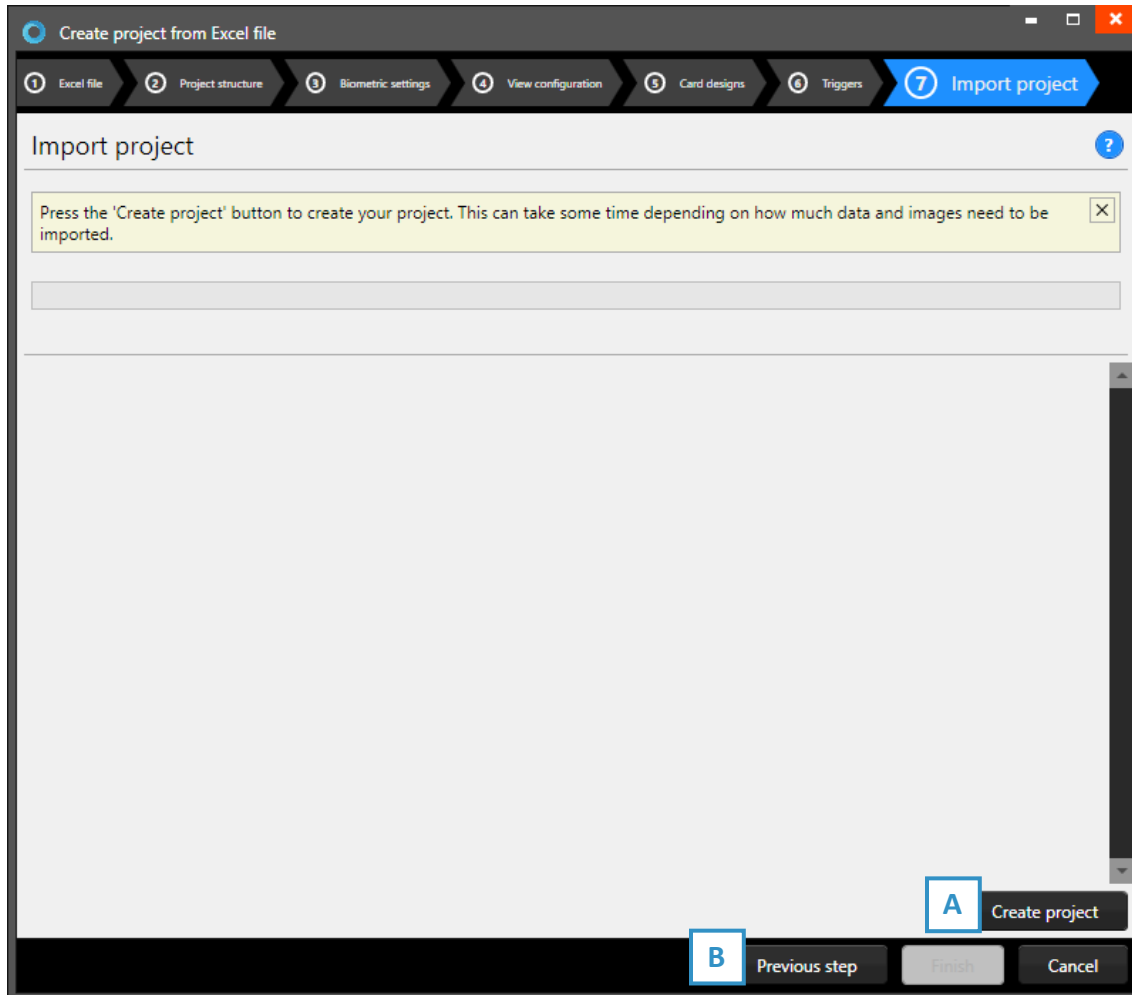 Create project from Excel file
1 Excel file 2 Project structure 3 Biometric settings 4 View configuration 5 Card designs 6 Triggers 7 Import project
Import project
?
Press the 'Create project' button to create your project. This can take some time depending on how much data and images need to be
imported.
A Create project
B Previous step Finish Cancel